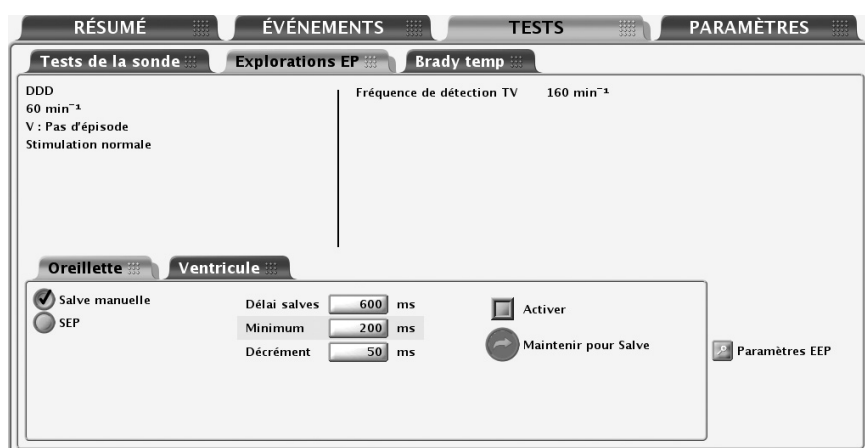 RÉSUMÉ ÉVÉNEMENTS TESTS PARAMÈTRES
Tests de la sonde Explorations EP Brady temp
DDD
60 min⁻¹
V : Pas d'épisode
Stimulation normale
Fréquence de détection TV 160 min⁻¹
Oreillette Ventricule
Salve manuelle
SEP
Délai salves 600 ms
Minimum 200 ms
Décrément 50 ms
Activer
Maintenir pour Salve
Paramètres EEP